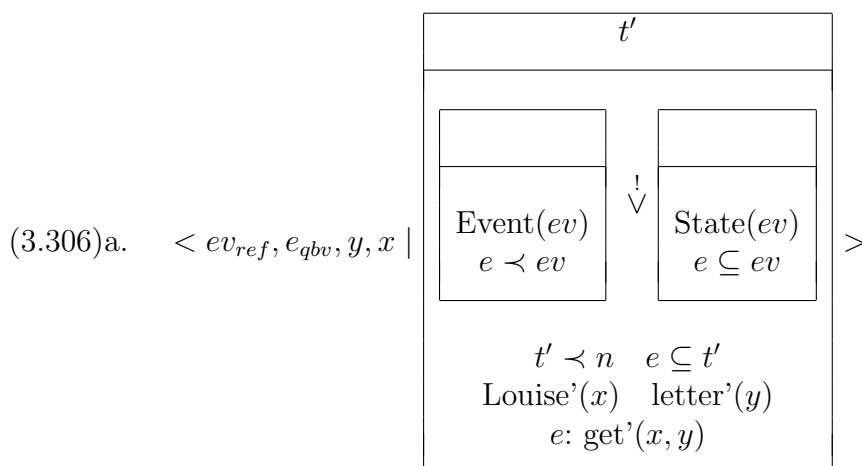 t′
(3.306)a. < ev_ref, e_qbv, y, x | Event(ev) !∨ State(ev) >
e ≺ ev e ⊆ ev
t′ ≺ n e ⊆ t′
Louise’(x) letter’(y)
e: get’(x, y)